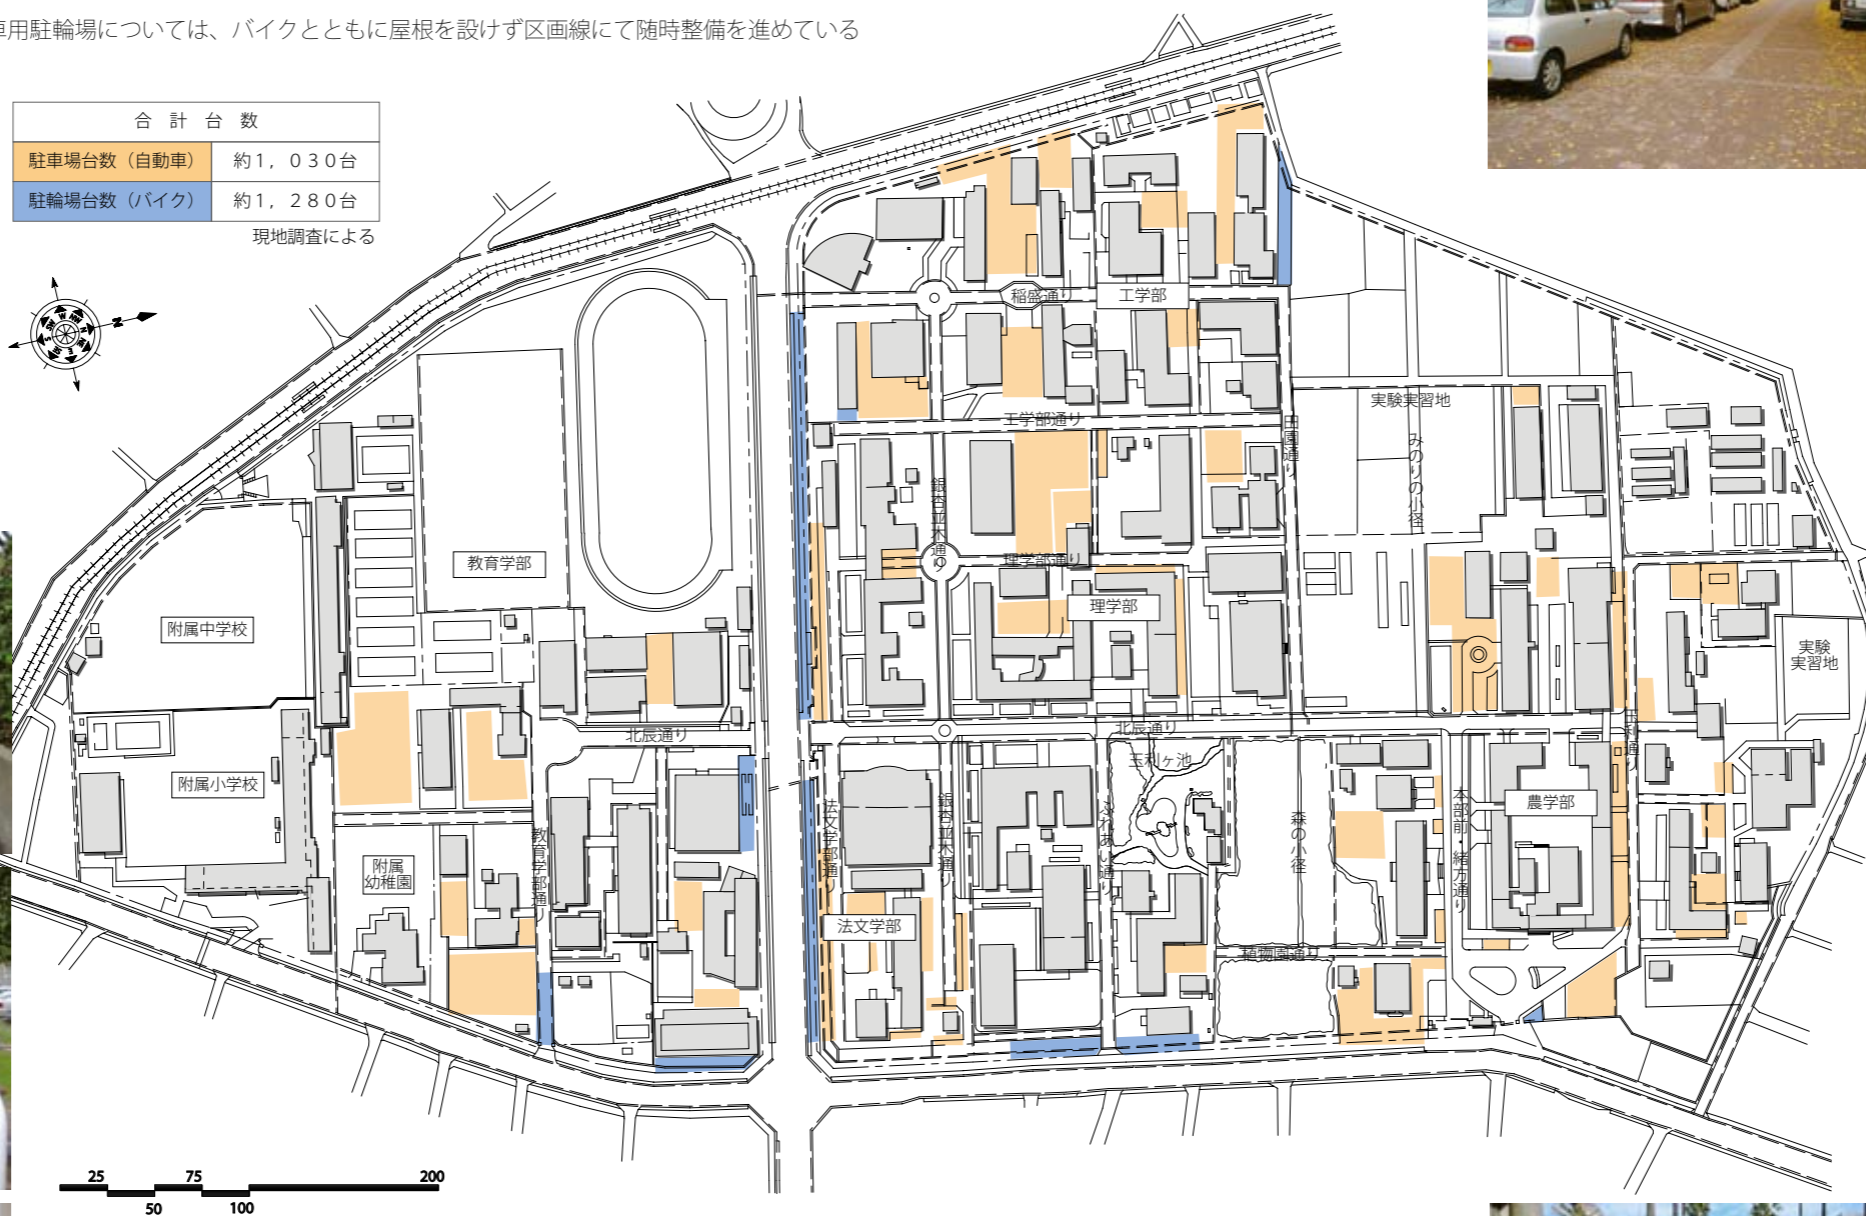 車用駐輪場については、バイクとともに屋根を設けず区画線にて随時整備を進めている
合計台数
駐車場台数（自動車） 約１，０３０台
駐輪場台数（バイク） 約１，２８０台
現地調査による
N
NW
W
SW
S
SE
E
NE
N
稲盛通り
工学部
工学部通り
実験実習地
田園通り
みのりの小径
銀杏並木通り
教育学部
理学部通り
理学部
附属中学校
実験
実習地
北辰通り
北辰通り
玉利通り
玉利ヶ池
附属小学校
農学部
法文学部通り
銀杏並木通り
ふれあい通り
森の小径
本部前・緒方通り
教育学部通り
附属
幼稚園
法文学部
植物園通り
25 75 200
50 100